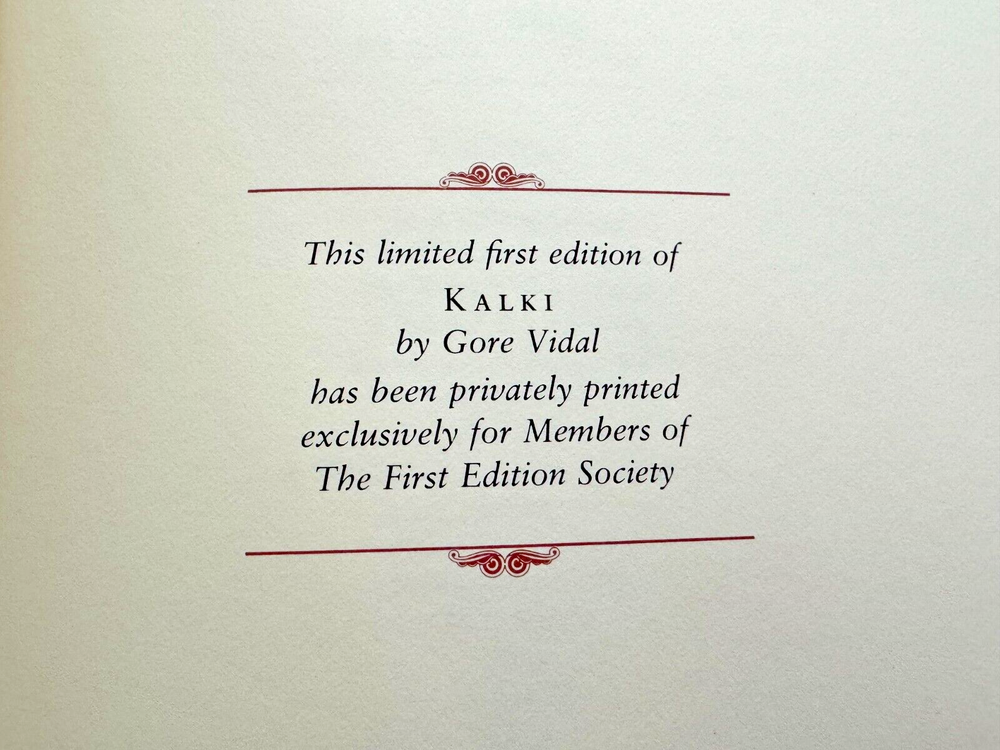 This limited first edition of
KALKI
by Gore Vidal
has been privately printed
exclusively for Members of
The First Edition Society